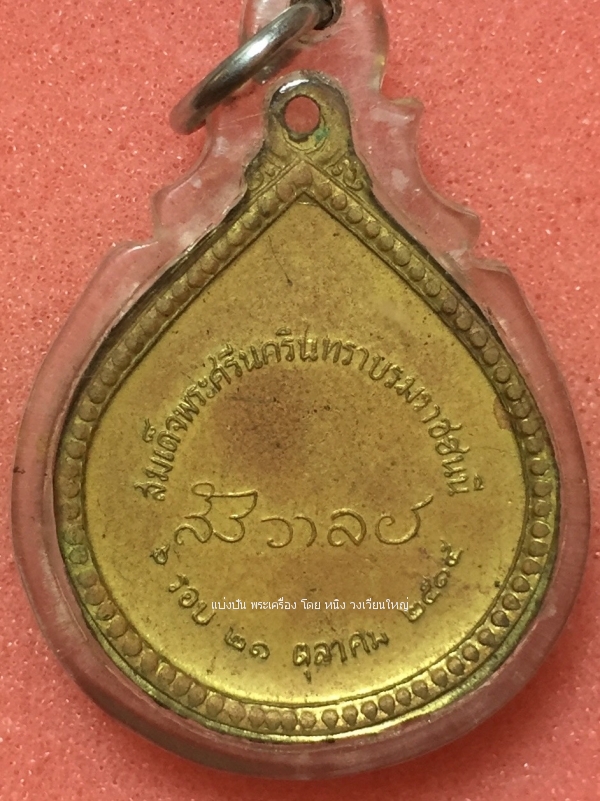 สมเด็จพระศรีนครินทราบรมราชชนนี
สังวาลย์
แบ่งปัน พระเครื่อง โดย หนิง วงเวียนใหญ่
๕ รอบ ๒๑ ตุลาคม ๒๕๓๕